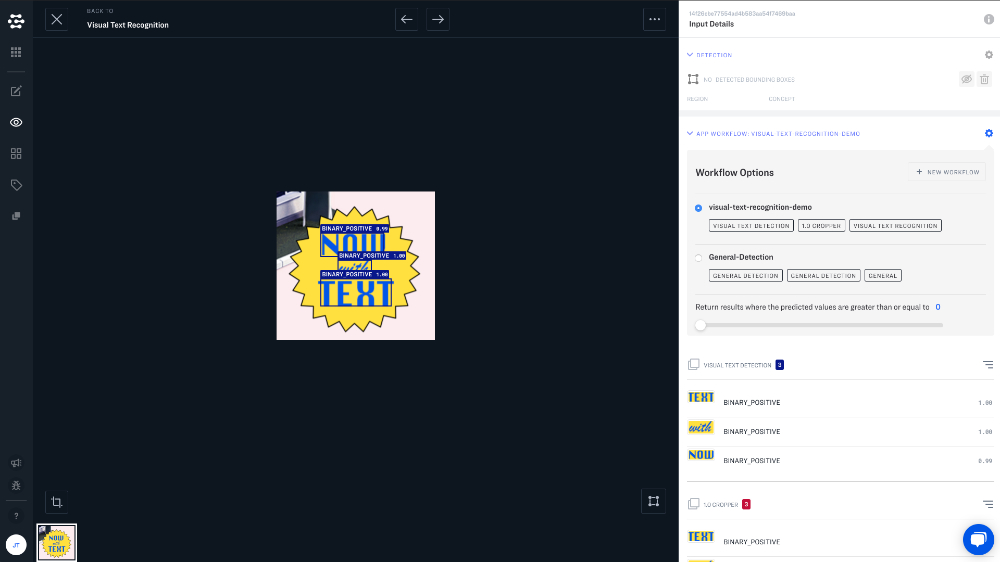 BACK TO
Visual Text Recognition
BINARY_POSITIVE 0.99
NOW
BINARY_POSITIVE 1.00
with
BINARY_POSITIVE 1.00
TEXT
?
JT
NOW
with
TEXT
Input Details
DETECTION
NO. DETECTED BOUNDING BOXES
REGION CONCEPT
APP WORKFLOW: VISUAL-TEXT-RECOGNITION-DEMO
Workflow Options
+ NEW WORKFLOW
visual-text-recognition-demo
VISUAL TEXT DETECTION 1.0 CROPPER VISUAL TEXT RECOGNITION
General-Detection
GENERAL DETECTION GENERAL DETECTION GENERAL
Return results where the predicted values are greater than or equal to 0
VISUAL TEXT DETECTION 3
TEXT BINARY_POSITIVE 1.00
with BINARY_POSITIVE 1.00
NOW BINARY_POSITIVE 0.99
1.0 CROPPER 3
TEXT BINARY_POSITIVE